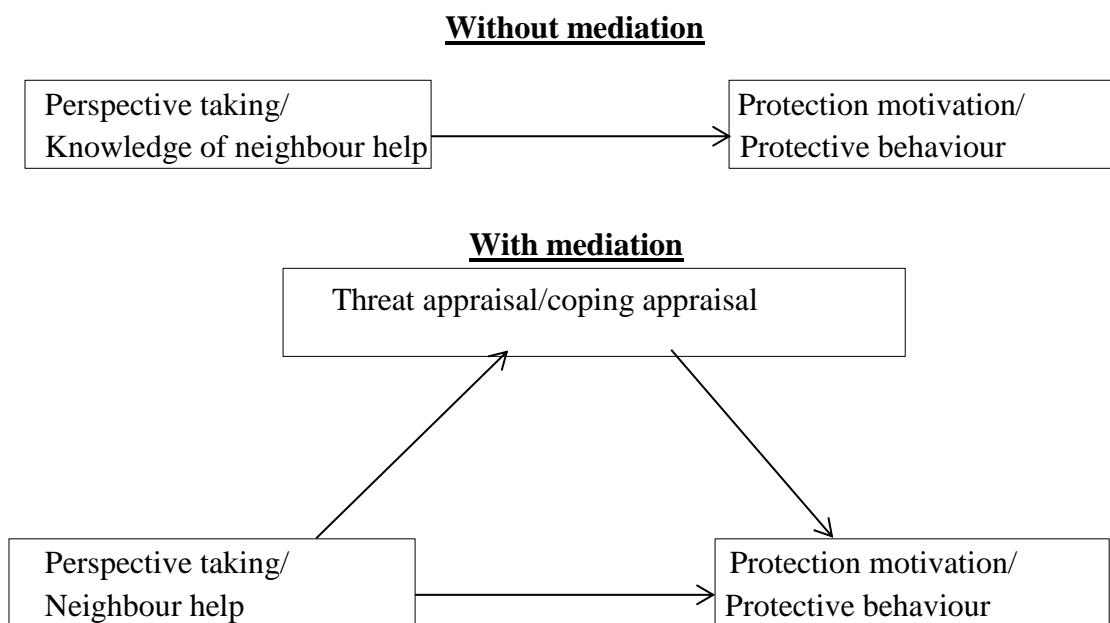 Without mediation
Perspective taking/
Knowledge of neighbour help
Protection motivation/
Protective behaviour
With mediation
Threat appraisal/coping appraisal
Perspective taking/
Neighbour help
Protection motivation/
Protective behaviour